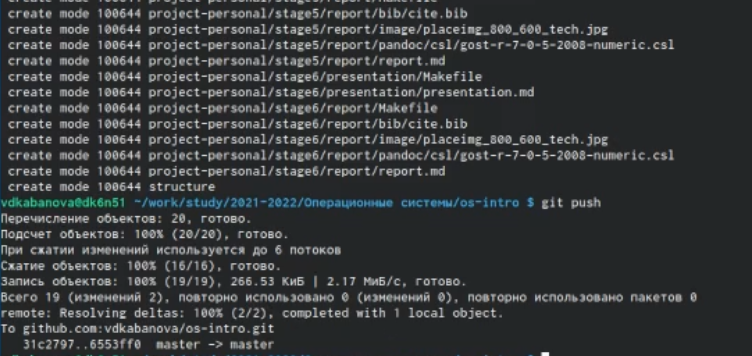 create mode 100644 project-personal/stage5/report/bib/cite.bib
create mode 100644 project-personal/stage5/report/image/placeimg_800_600_tech.jpg
create mode 100644 project-personal/stage5/report/pandoc/csl/gost-r-7-0-5-2008-numeric.csl
create mode 100644 project-personal/stage5/report/report.md
create mode 100644 project-personal/stage6/presentation/Makefile
create mode 100644 project-personal/stage6/presentation/presentation.md
create mode 100644 project-personal/stage6/report/Makefile
create mode 100644 project-personal/stage6/report/bib/cite.bib
create mode 100644 project-personal/stage6/report/image/placeimg_800_600_tech.jpg
create mode 100644 project-personal/stage6/report/pandoc/csl/gost-r-7-0-5-2008-numeric.csl
create mode 100644 project-personal/stage6/report/report.md
create mode 100644 structure
vdkabanova@dk6n51 ~/work/study/2021-2022/Операционные системы/os-intro $ git push
Перечисление объектов: 20, готово.
Подсчет объектов: 100% (20/20), готово.
При сжатии изменений используется до 6 потоков
Сжатие объектов: 100% (16/16), готово.
Запись объектов: 100% (19/19), 266.53 КиБ | 2.17 МиБ/с, готово.
Всего 19 (изменений 2), повторно использовано 0 (изменений 0), повторно использовано пакетов 0
remote: Resolving deltas: 100% (2/2), completed with 1 local object.
To github.com:vdkabanova/os-intro.git
31c2797..6553ff0 master -> master